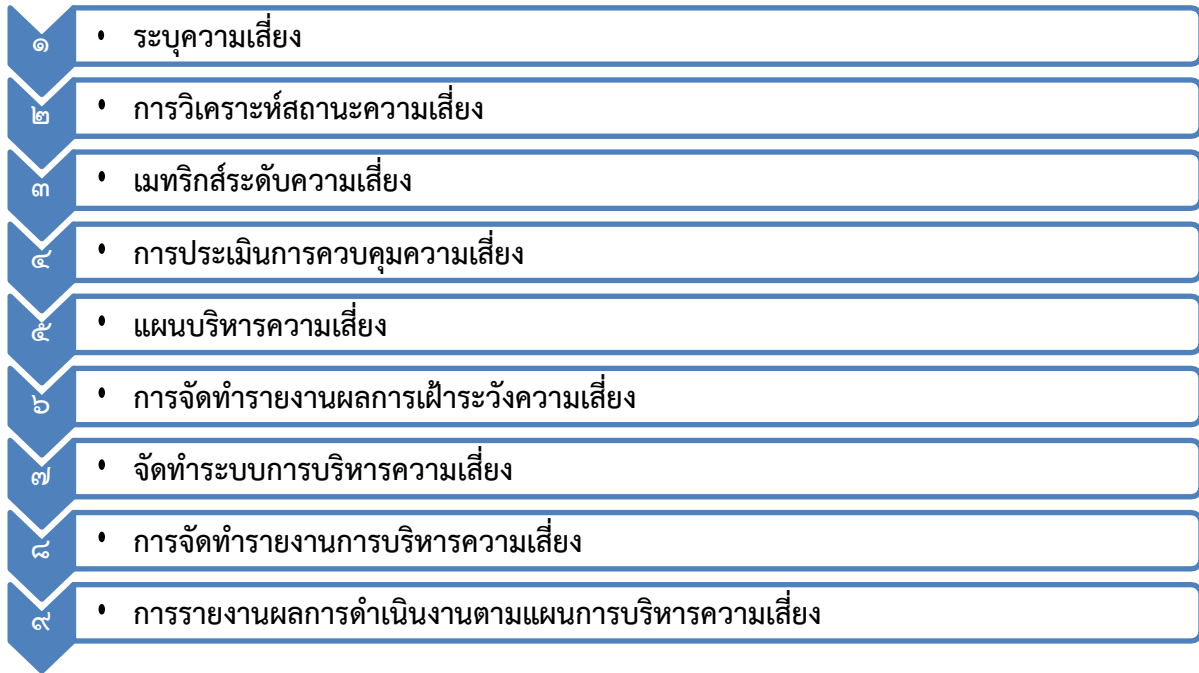 ๑ • ระบุความเสี่ยง
๒ • การวิเคราะห์สถานะความเสี่ยง
๓ • เมทริกส์ระดับความเสี่ยง
๔ • การประเมินการควบคุมความเสี่ยง
๕ • แผนบริหารความเสี่ยง
๖ • การจัดทำรายงานผลการเฝ้าระวังความเสี่ยง
๗ • จัดทำระบบการบริหารความเสี่ยง
๘ • การจัดทำรายงานการบริหารความเสี่ยง
๙ • การรายงานผลการดำเนินงานตามแผนการบริหารความเสี่ยง